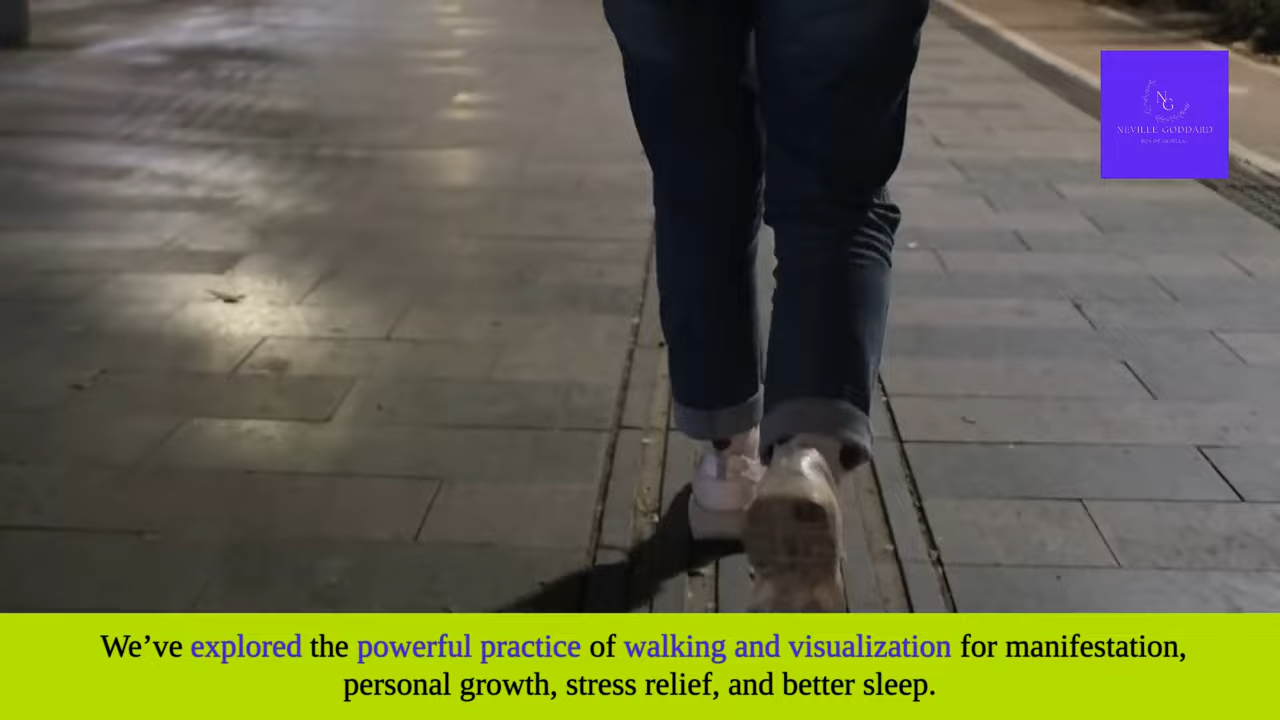 NG
NEVILLE GODDARD
We’ve explored the powerful practice of walking and visualization for manifestation,
personal growth, stress relief, and better sleep.